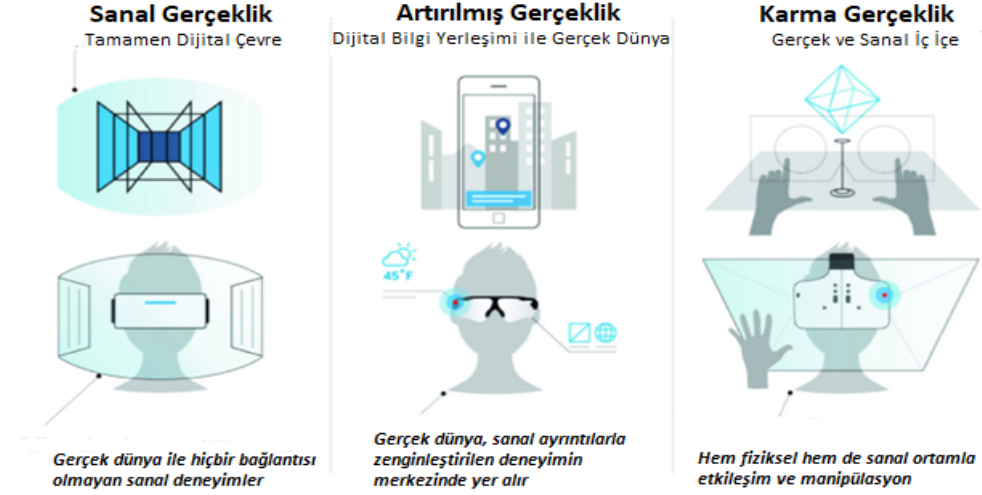 Sanal Gerçeklik
Tamamen Dijital Çevre
Artırılmış Gerçeklik
Dijital Bilgi Yerleşimi ile Gerçek Dünya
Karma Gerçeklik
Gerçek ve Sanal İç İçe
45°F
Gerçek dünya ile hiçbir bağlantısı
olmayan sanal deneyimler
Gerçek dünya, sanal ayrıntılarla
zenginleştirilen deneyimin
merkezinde yer alır
Hem fiziksel hem de sanal ortamla
etkileşim ve manipülasyon